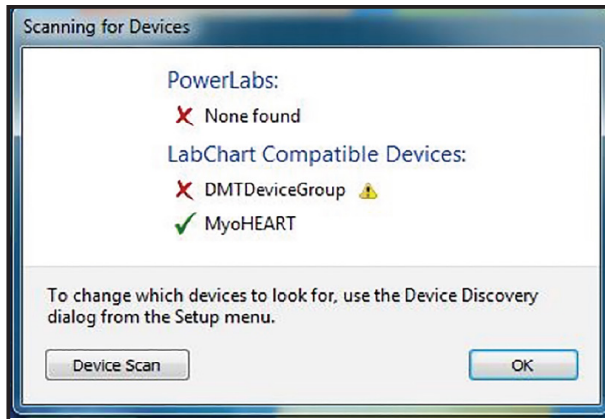 Scanning for Devices
PowerLabs:
None found
LabChart Compatible Devices:
DMTDeviceGroup
MyoHEART
To change which devices to look for, use the Device Discovery
dialog from the Setup menu.
Device Scan
OK